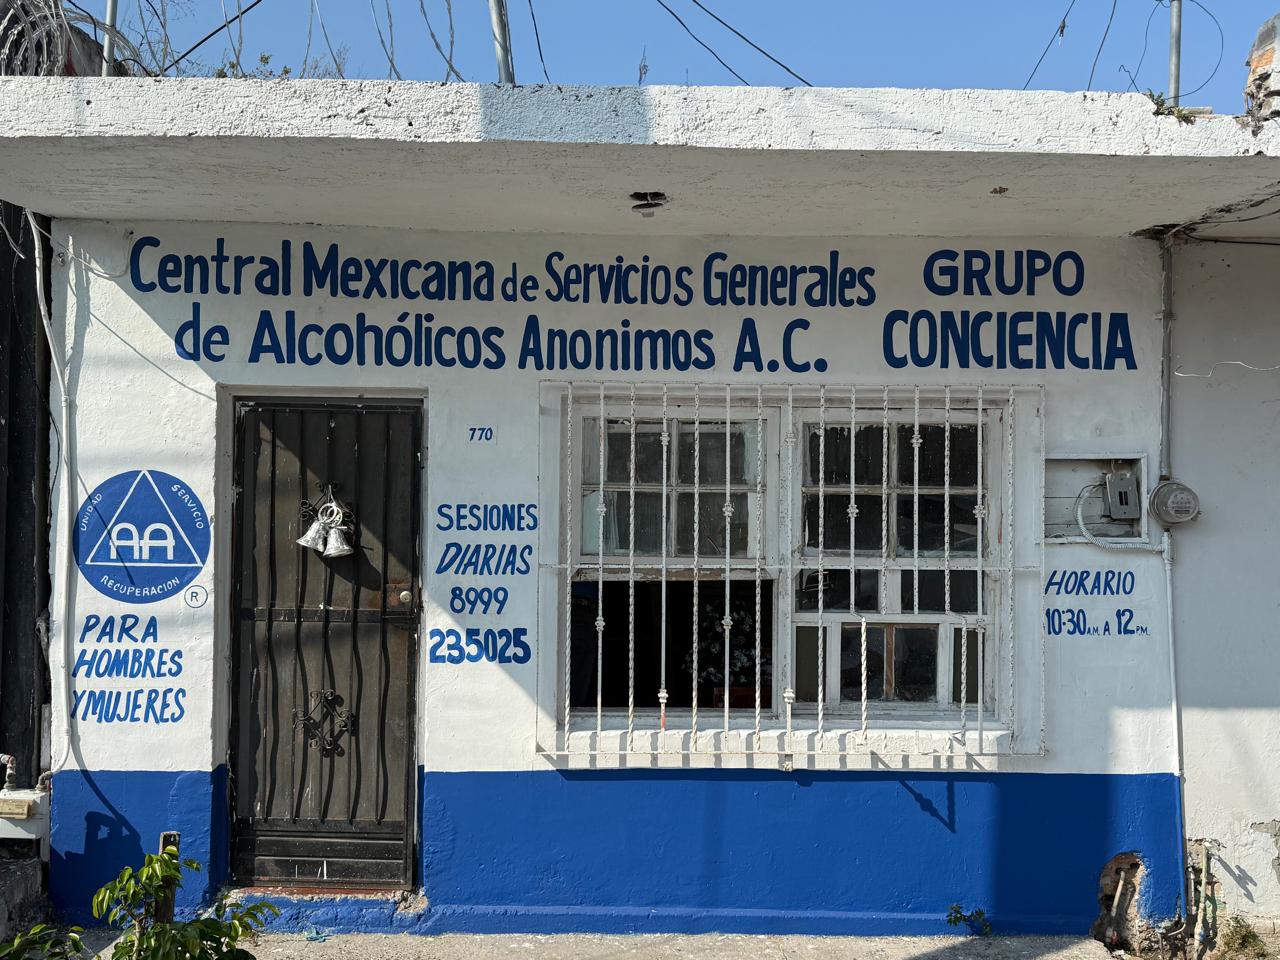 Central Mexicana de Servicios Generales
de Alcohólicos Anonimos A.C.
GRUPO
CONCIENCIA
770
UNIDAD
SERVICIO
AA
RECUPERACION
R
PARA
HOMBRES
Y MUJERES
SESIONES
DIARIAS
8999
235025
HORARIO
10:30 A.M. A 12 P.M.